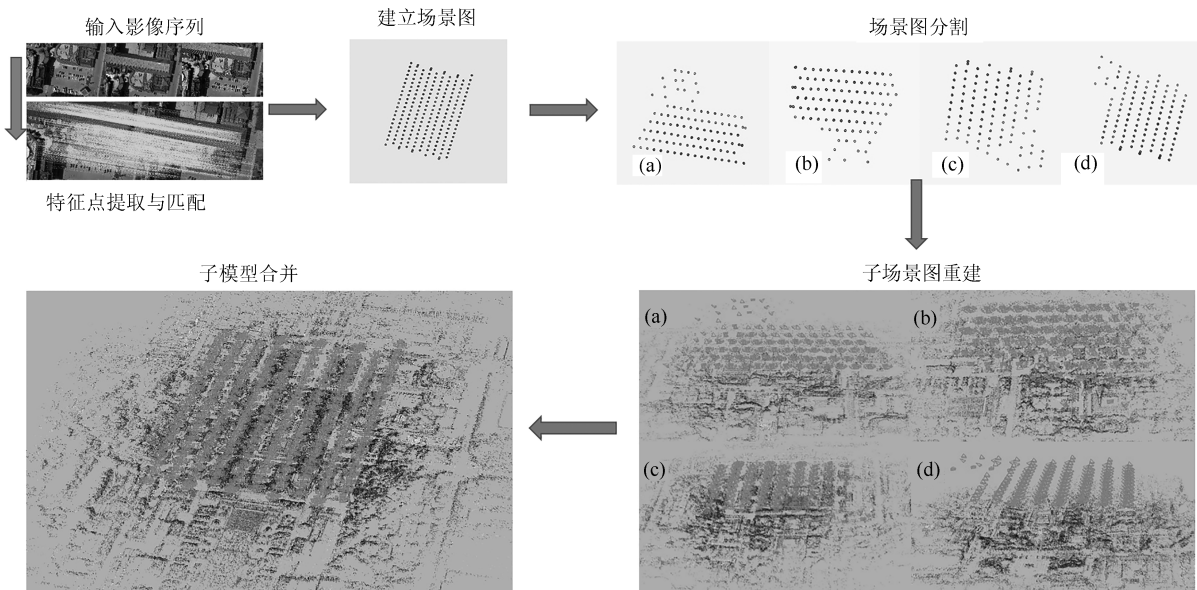 输入影像序列
建立场景图
场景图分割
(a)
(b)
(c)
(d)
特征点提取与匹配
子模型合并
子场景图重建
(a)
(b)
(c)
(d)